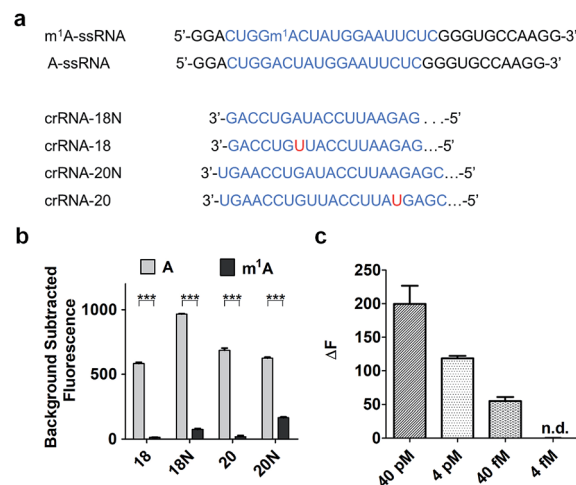 a
m¹A-ssRNA 5'-GGACUGGm¹ACUAUGGAAUUCUCGGGUGCCAAGG-3'
A-ssRNA 5'-GGACUGGACUAUGGAAUUCUCGGGUGCCAAGG-3'
crRNA-18N 3'-GACCUGAUACCUUAAGAG . . .-5'
crRNA-18 3'-GACCUGUUACCUUAAGAG…-5'
crRNA-20N 3'-UGAACCUGAUACCUUAAGAGC…-5'
crRNA-20 3'-UGAACCUGUUACCUUAUGAGC…-5'
b
A m¹A
Background Subtracted
Fluorescence
*** *** *** ***
1000
500
0
18 18N 20 20N
c
ΔF
250
200
150
100
50
0
n.d.
40 pM 4 pM 40 fM 4 fM